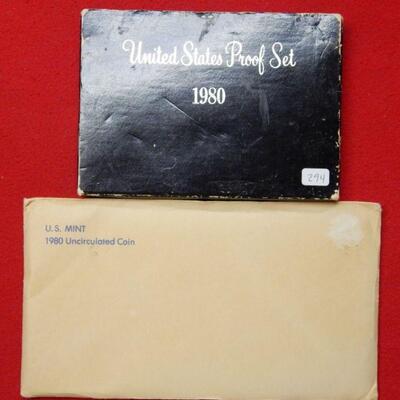 United States Proof Set
1980
294
U.S. MINT
1980 Uncirculated Coin